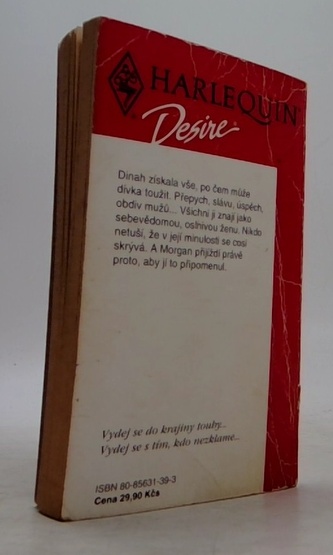 HARLEQUIN
Desire
Dinah získala vše, po čem může
dívka toužit. Přepych, slávu, úspěch,
obdiv mužů... Všichni ji znají jako
sebevědomou, oslnivou ženu. Nikdo
netuší, že v její minulosti se cosi
skrývá. A Morgan přijíždí právě
proto, aby jí to připomenul.
Vydej se do krajiny touhy...
Vydej se s tím, kdo nezklame...
ISBN 80-85631-39-3
Cena 29,90 Kčs